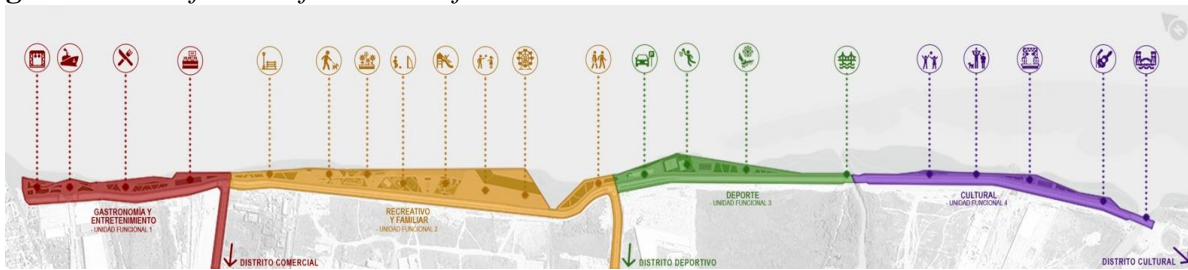 GASTRONOMÍA Y
ENTRETENIMIENTO
- UNIDAD FUNCIONAL 1
RECREATIVO
Y FAMILIAR
- UNIDAD FUNCIONAL 2
DEPORTE
- UNIDAD FUNCIONAL 3
CULTURAL
- UNIDAD FUNCIONAL 4
DISTRITO COMERCIAL
DISTRITO DEPORTIVO
DISTRITO CULTURAL